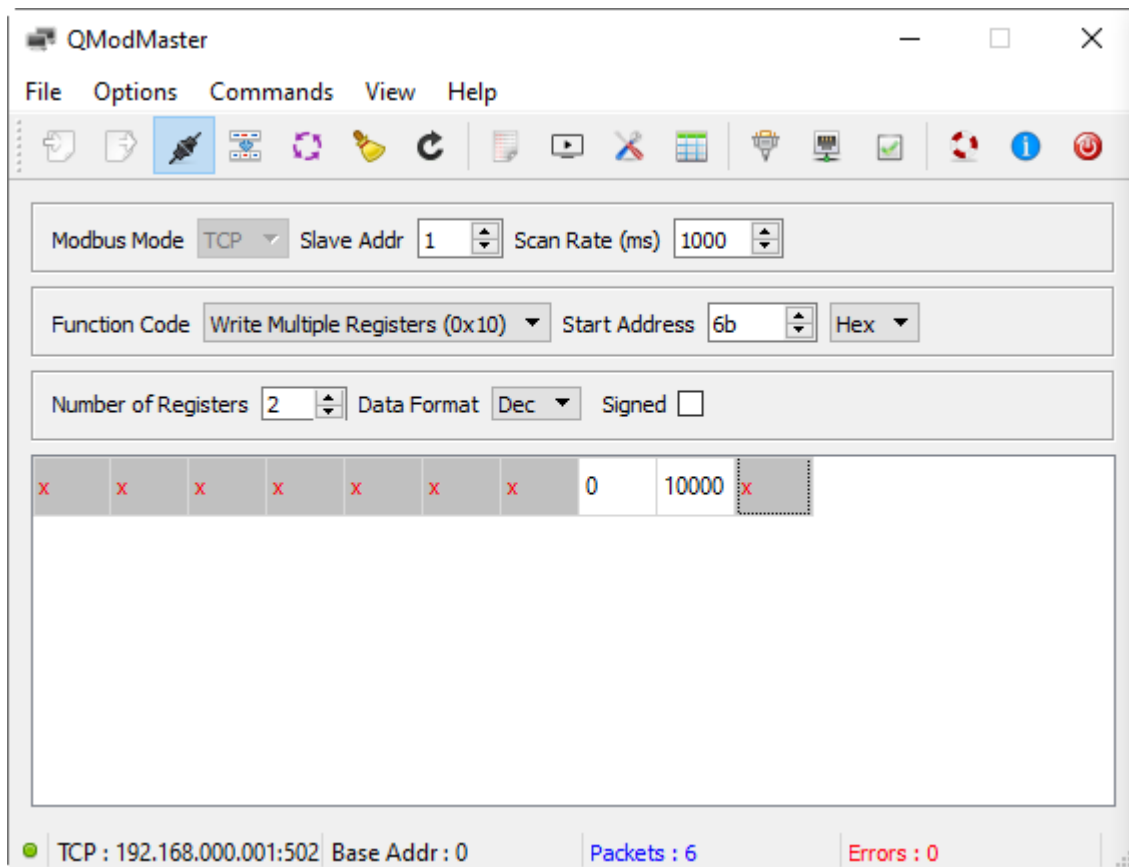 QModMaster
File Options Commands View Help
Modbus Mode TCP Slave Addr 1 Scan Rate (ms) 1000
Function Code Write Multiple Registers (0x10) Start Address 6b Hex
Number of Registers 2 Data Format Dec Signed
x x x x x x x 0 10000 x
TCP : 192.168.000.001:502 Base Addr : 0 Packets : 6 Errors : 0